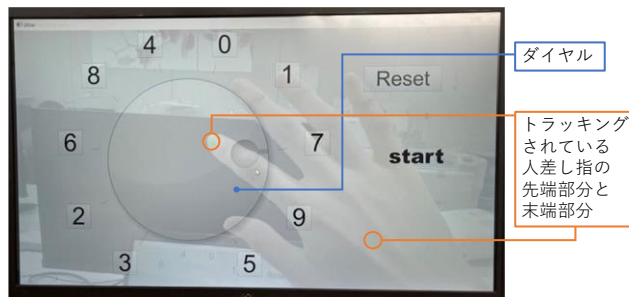 4
0
8
1
Reset
6
7
start
2
9
3
5
ダイヤル
トラッキング
されている
人差し指の
先端部分と
末端部分